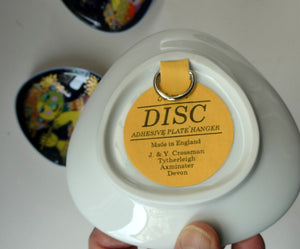 DISC
ADHESIVE PLATE HANGER
Made in England
J. & Y. Crossman
Tytherleigh
Axminster
Devon